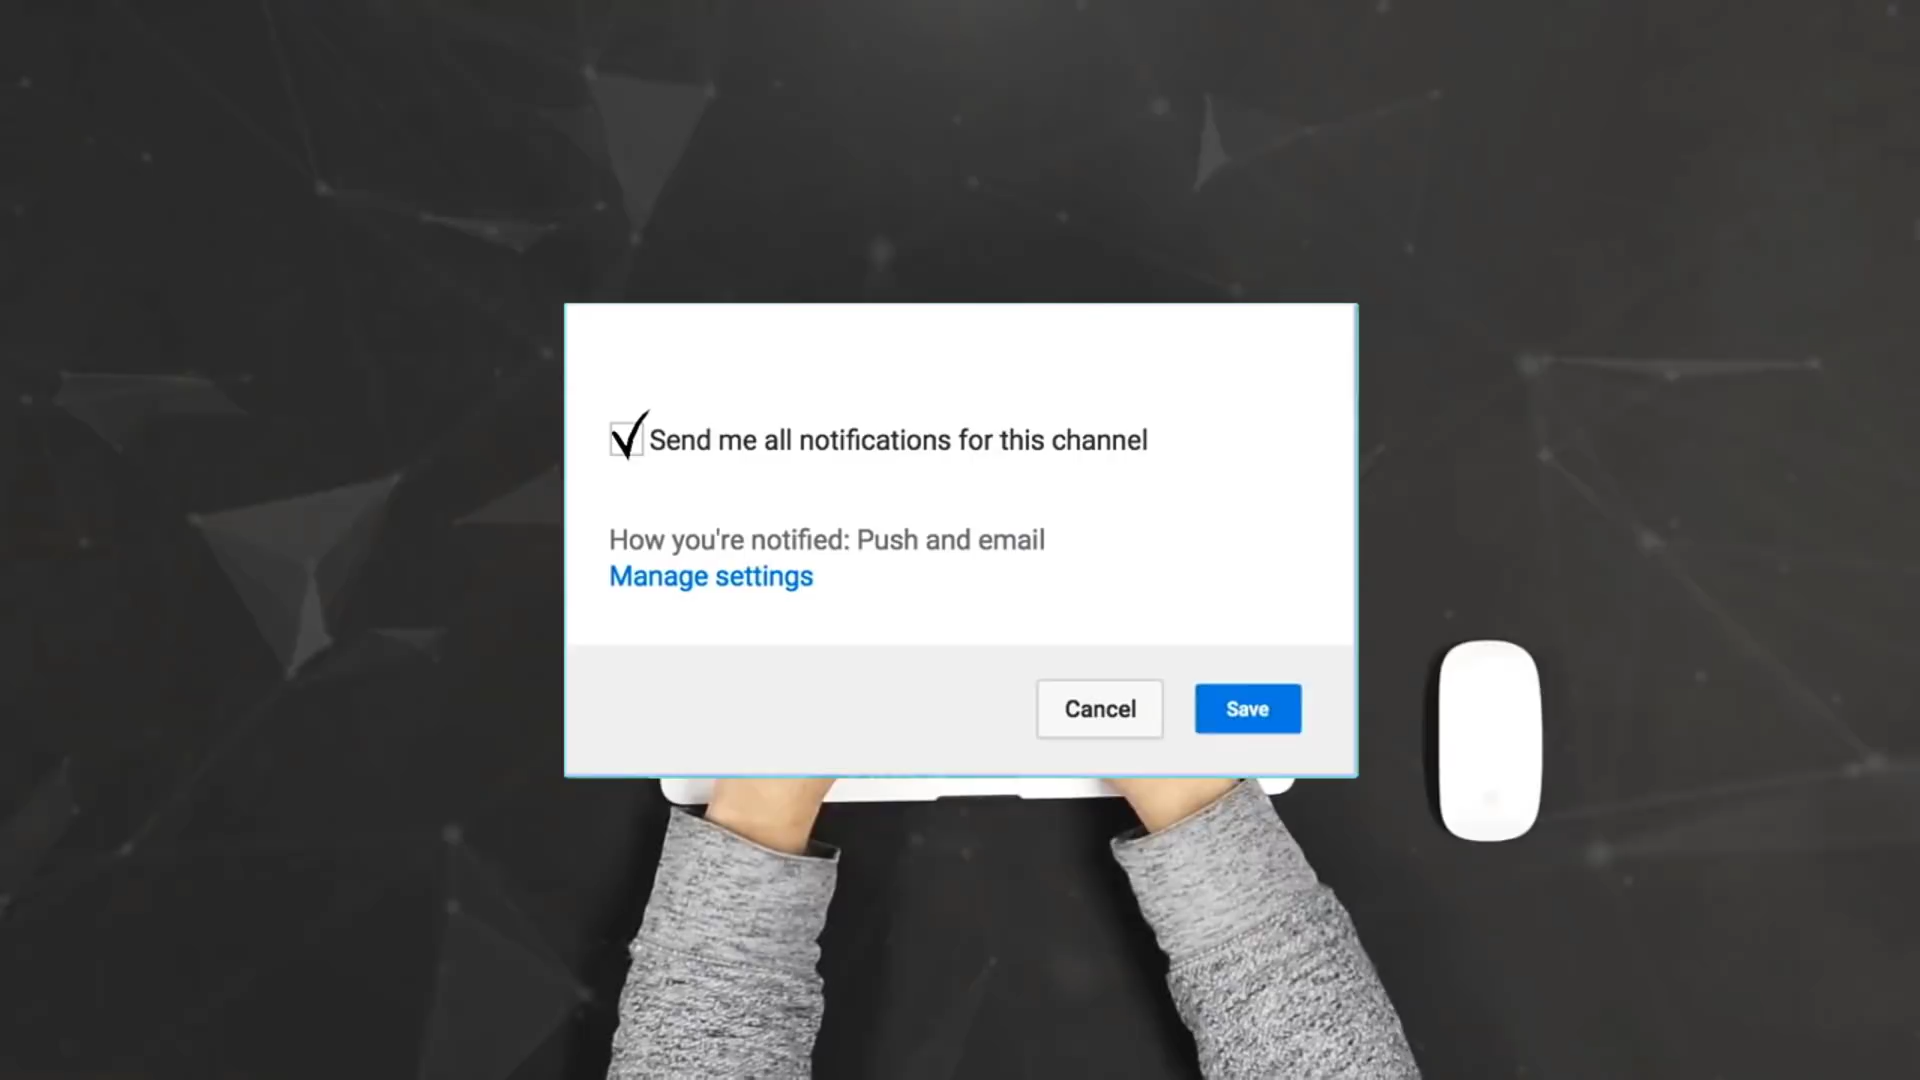 Send me all notifications for this channel
How you're notified: Push and email
Manage settings
Cancel
Save